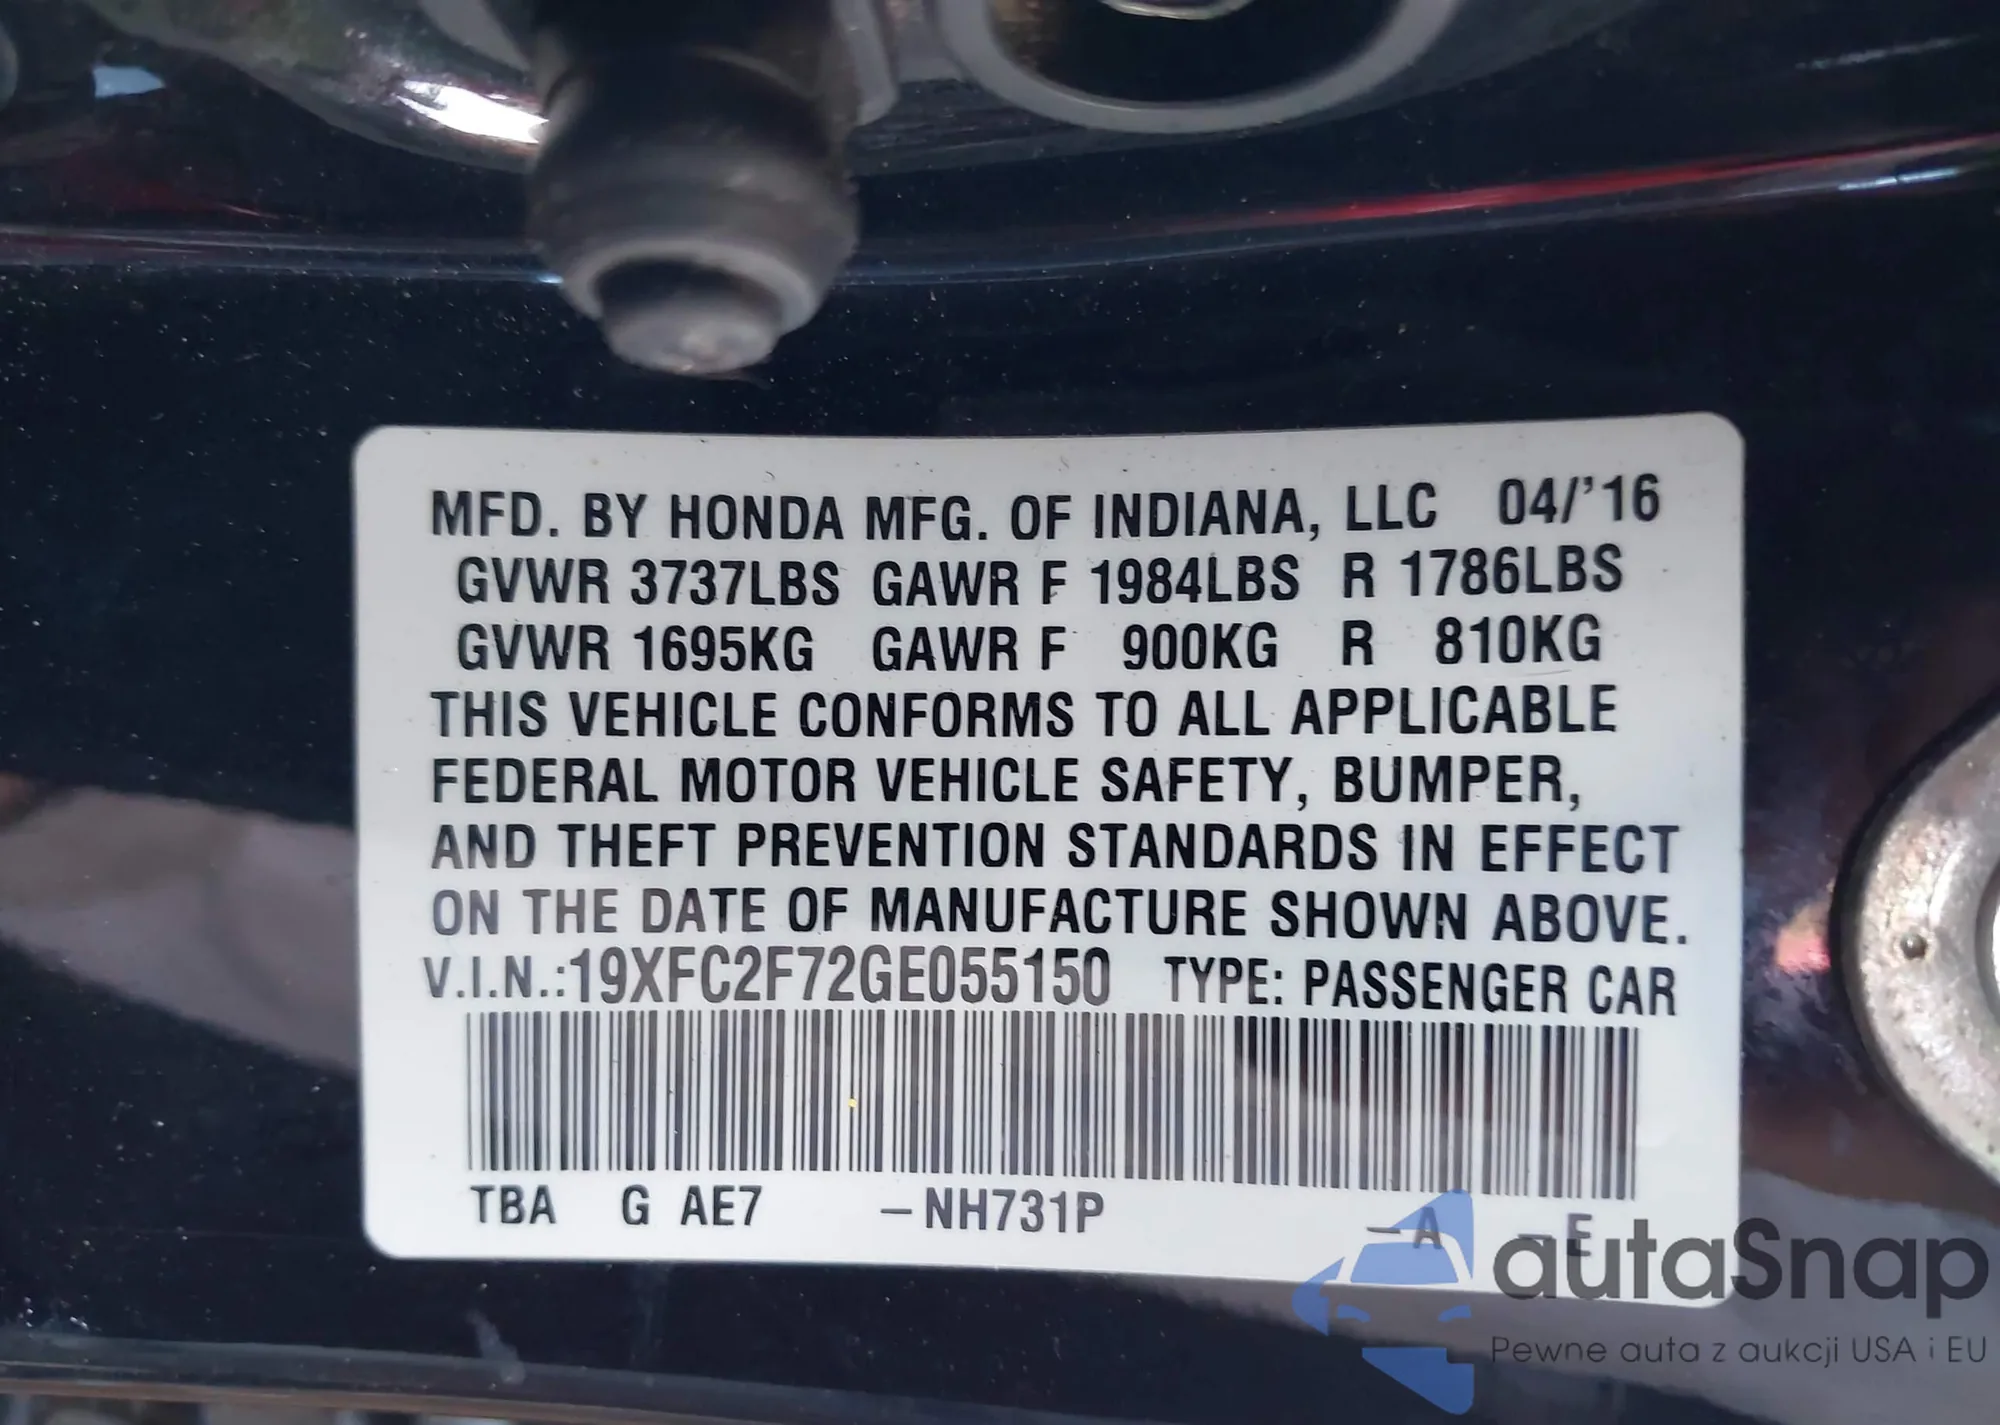 MFD. BY HONDA MFG. OF INDIANA, LLC 04/'16
GVWR 3737LBS GAWR F 1984LBS R 1786LBS
GVWR 1695KG GAWR F 900KG R 810KG
THIS VEHICLE CONFORMS TO ALL APPLICABLE
FEDERAL MOTOR VEHICLE SAFETY, BUMPER,
AND THEFT PREVENTION STANDARDS IN EFFECT
ON THE DATE OF MANUFACTURE SHOWN ABOVE.
V.I.N.:19XFC2F72GE055150 TYPE: PASSENGER CAR
TBA G AE7 –NH731P –A –E
autaSnap
Pewne auta z aukcji USA i EU